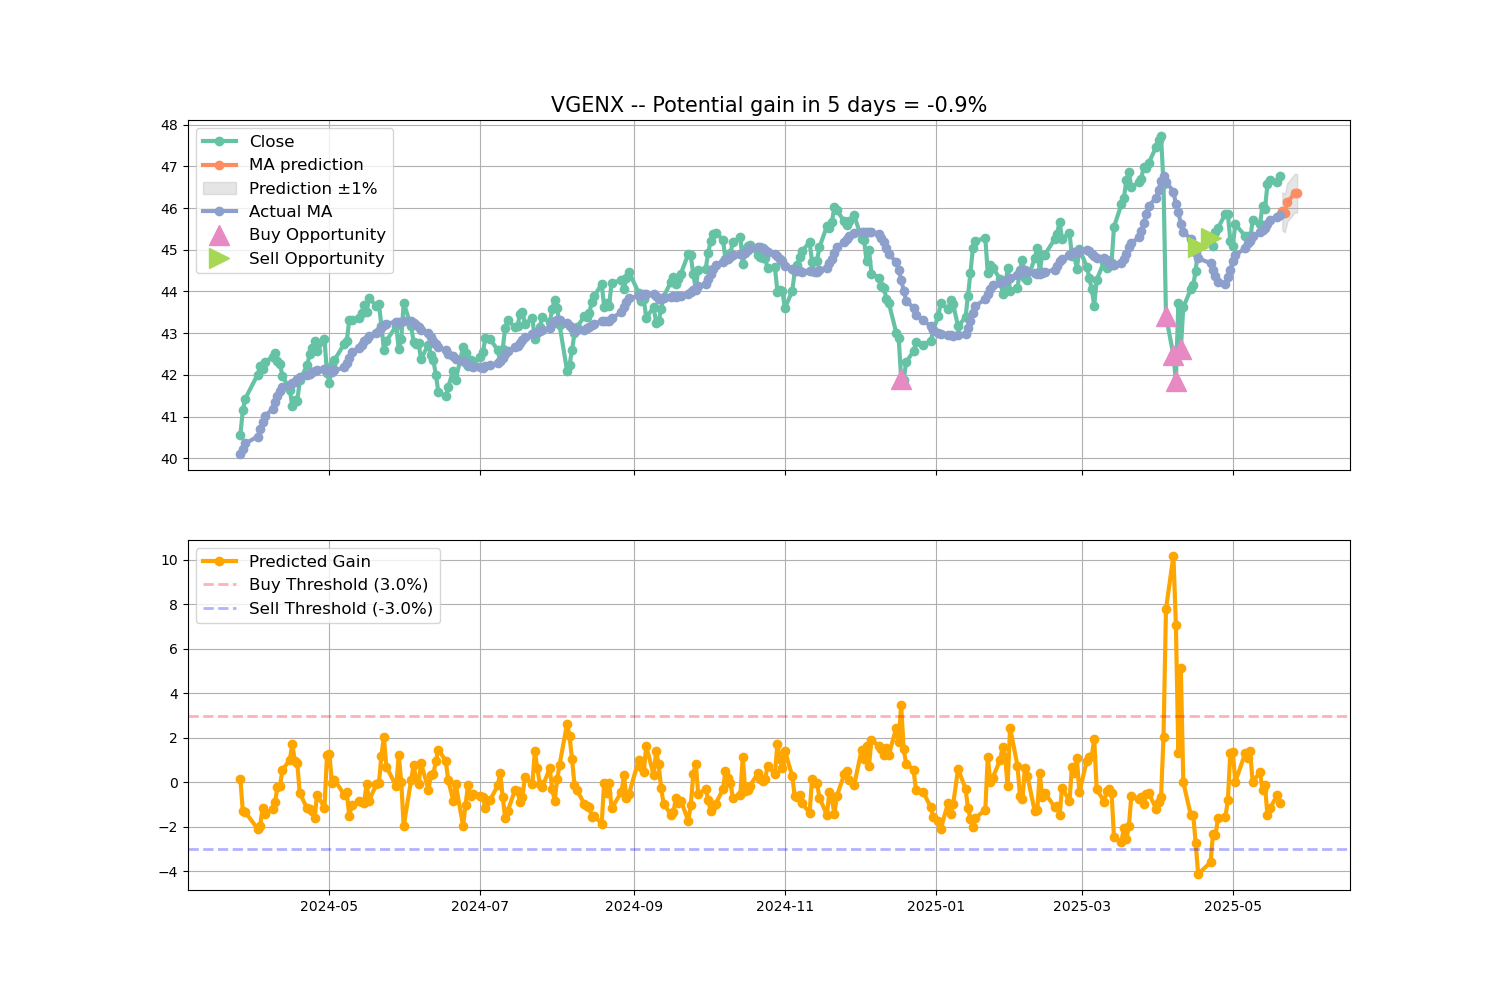 VGENX -- Potential gain in 5 days = -0.9%
48
47
46
45
44
43
42
41
40
Close
MA prediction
Prediction ±1%
Actual MA
Buy Opportunity
Sell Opportunity
10
8
6
4
2
0
−2
−4
Predicted Gain
Buy Threshold (3.0%)
Sell Threshold (-3.0%)
2024-05 2024-07 2024-09 2024-11 2025-01 2025-03 2025-05